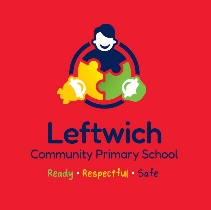 Leftwich
Community Primary School
Ready • Respectful • Safe